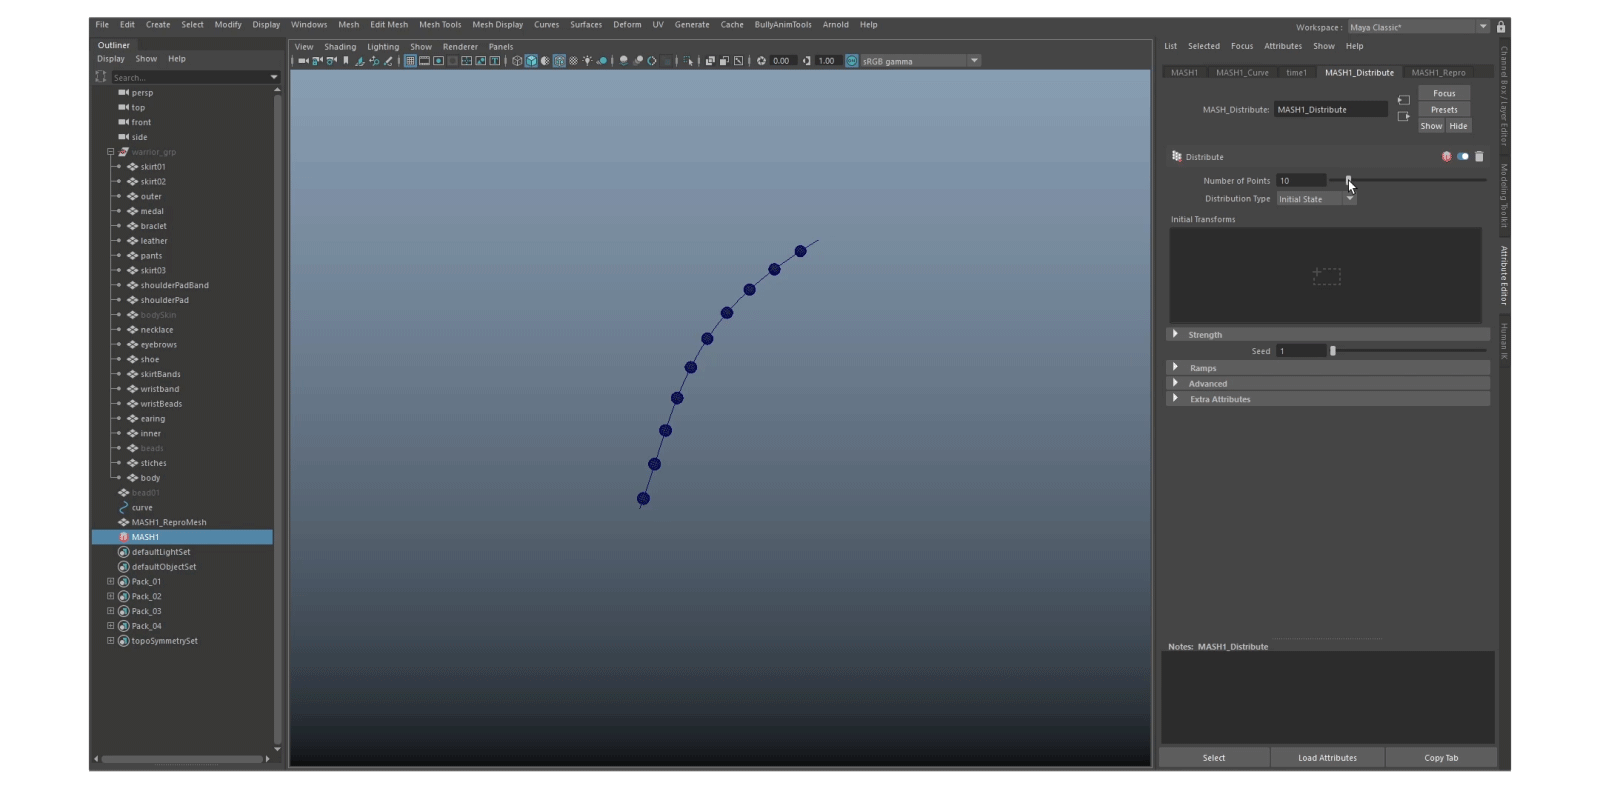 File Edit Create Select Modify Display Windows Mesh Edit Mesh Mesh Tools Mesh Display Curves Surfaces Deform UV Generate Cache BullyAnimTools Arnold Help
Workspace : Maya Classic*
Outliner
Display Show Help
Search...
persp
top
front
side
warrior_grp
skirt01
skirt02
outer
medal
braclet
leather
pants
skirt03
shoulderPadBand
shoulderPad
bodySkin
necklace
eyebrows
shoe
skirtBands
wristband
wristBeads
earing
inner
beads
stiches
body
bead01
curve
MASH1_ReproMesh
MASH1
defaultLightSet
defaultObjectSet
Pack_01
Pack_02
Pack_03
Pack_04
topoSymmetrySet
View Shading Lighting Show Renderer Panels
0.00 1.00 sRGB gamma
List Selected Focus Attributes Show Help
MASH1 MASH1_Curve time1 MASH1_Distribute MASH1_Repro
MASH_Distribute: MASH1_Distribute
Focus
Presets
Show Hide
Distribute
Number of Points 10
Distribution Type Initial State
Initial Transforms
Strength
Seed 1
Ramps
Advanced
Extra Attributes
Notes: MASH1_Distribute
Select Load Attributes Copy Tab
Channel Box / Layer Editor
Modeling Toolkit
Attribute Editor
Human IK